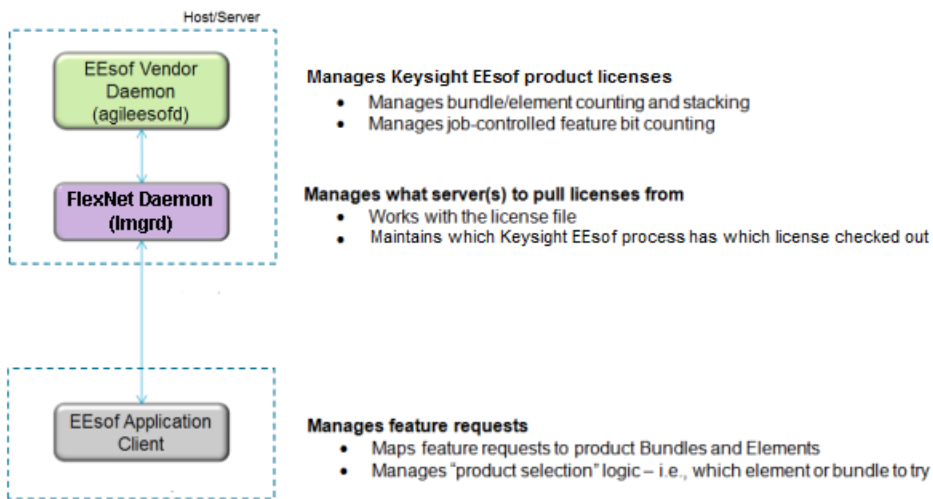 Host/Server
EEsof Vendor
Daemon
(agileesofd)
Manages Keysight EEsof product licenses
• Manages bundle/element counting and stacking
• Manages job-controlled feature bit counting
FlexNet Daemon
(lmgrd)
Manages what server(s) to pull licenses from
• Works with the license file
• Maintains which Keysight EEsof process has which license checked out
EEsof Application
Client
Manages feature requests
• Maps feature requests to product Bundles and Elements
• Manages “product selection” logic – i.e., which element or bundle to try